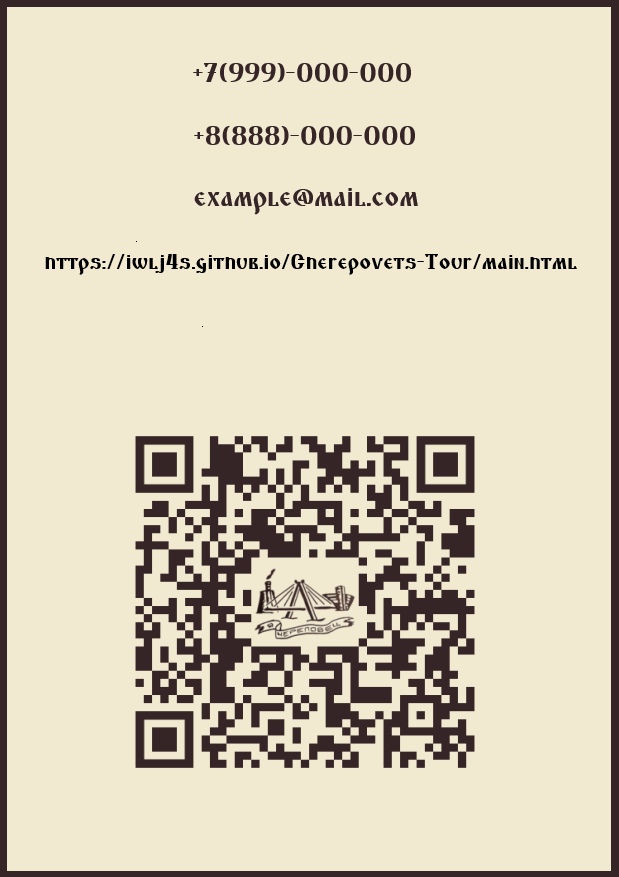 +7(999)-000-000
+8(888)-000-000
example@mail.com
https://iwlj4s.github.io/Cherepovets-Tour/main.html
ЧЕРЕПОВЕЦ